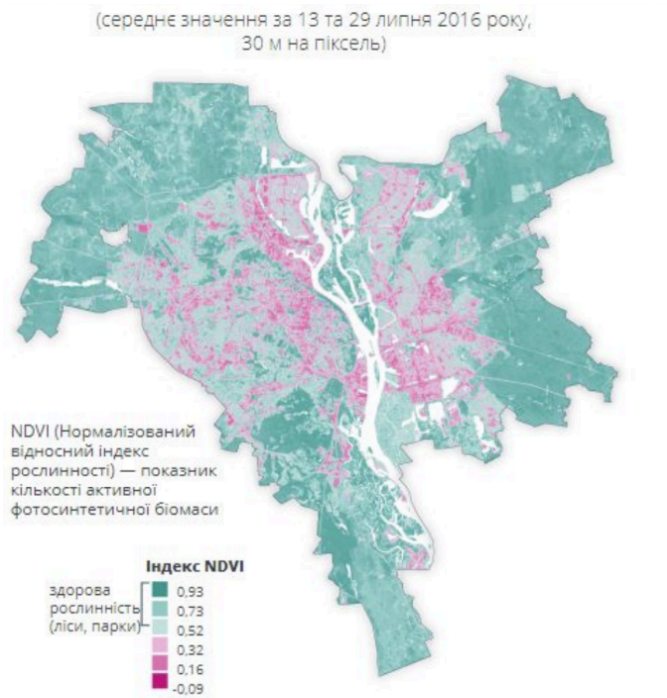 (середнє значення за 13 та 29 липня 2016 року,
30 м на піксель)
NDVI (Нормалізований
відносний індекс
рослинності) — показник
кількості активної
фотосинтетичної біомаси
Індекс NDVI
здорова
рослинність
(ліси, парки)
0,93
0,73
0,52
0,32
0,16
-0,09